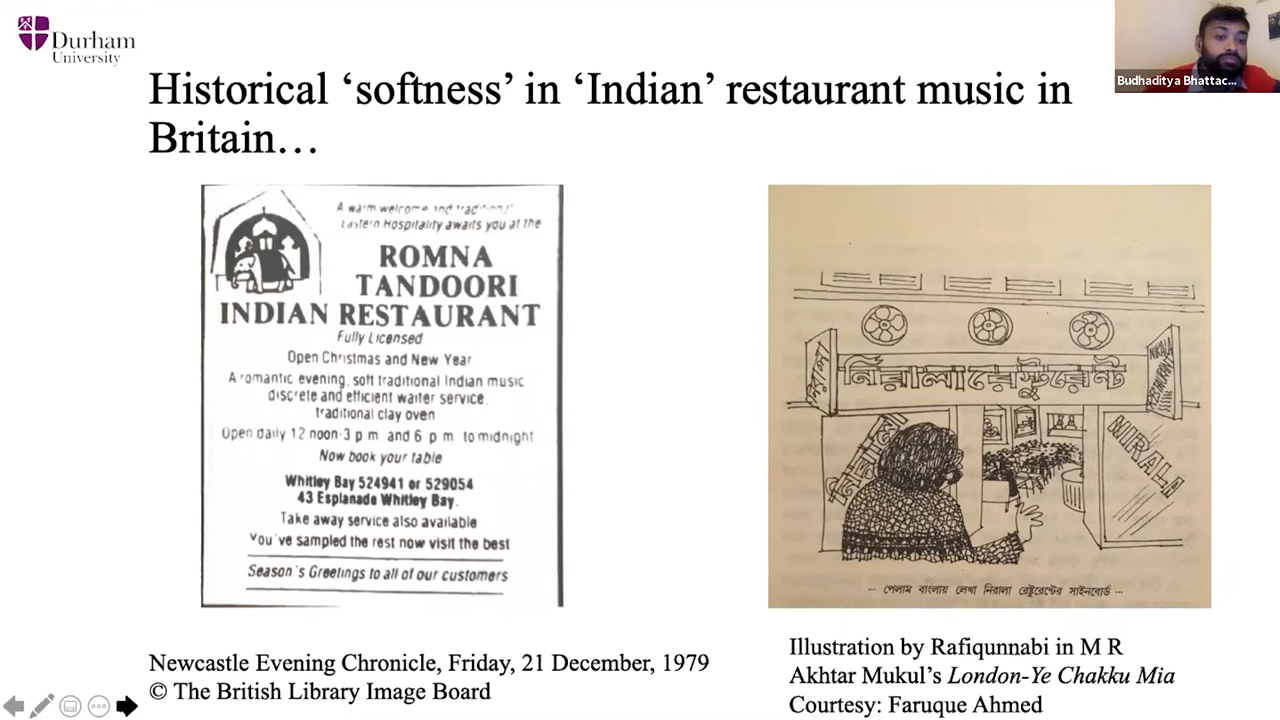 Durham
University
Budhaditya Bhattac...
Historical ‘softness’ in ‘Indian’ restaurant music in
Britain…
A warm welcome and traditional
Eastern Hospitality awaits you at the
ROMNA
TANDOORI
INDIAN RESTAURANT
Fully Licensed
Open Christmas and New Year
A romantic evening, soft traditional Indian music
discrete and efficient waiter service,
traditional clay oven
Open daily 12 noon-3 p m and 6 p m to midnight
Now book your table
Whitley Bay 524941 or 529054
43 Esplanade Whitley Bay.
Take away service also available
You've sampled the rest now visit the best
Season's Greetings to all of our customers
নিরালা
নিরালা রেষ্টুরেন্ট
NIRALA
RESTAURANT
নিরালা
NIRALA
... পেলাম বাংলায় লেখা নিরালা রেষ্টুরেন্টের সাইনবোর্ড ...
Newcastle Evening Chronicle, Friday, 21 December, 1979
© The British Library Image Board
Illustration by Rafiqunnabi in M R
Akhtar Mukul’s London-Ye Chakku Mia
Courtesy: Faruque Ahmed